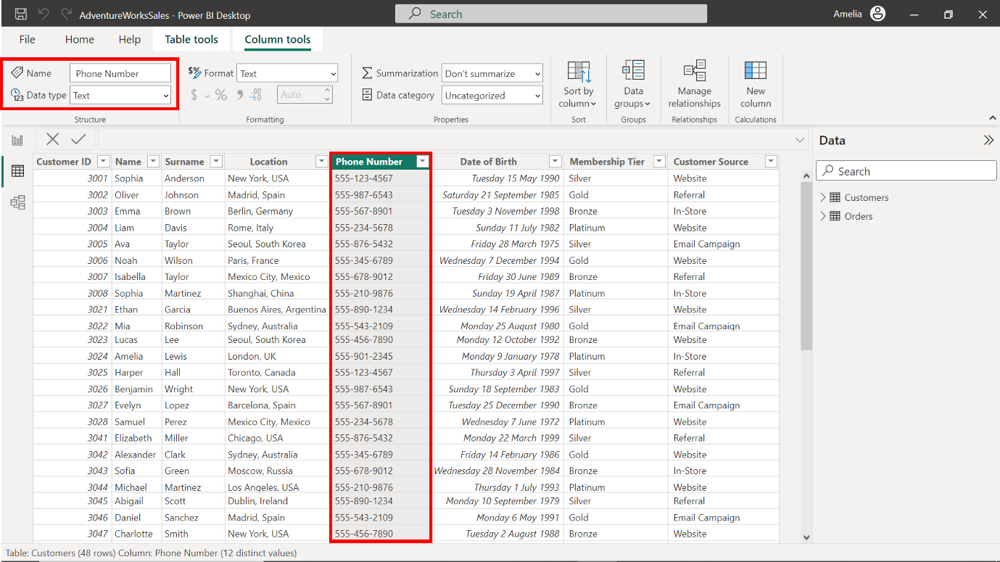 AdventureWorksSales - Power BI Desktop Search Amelia
File Home Help Table tools Column tools
Name Phone Number $% Format Text Summarization Don't summarize
Data type Text $ % 9 .00 Auto Data category Uncategorized
Sort by column Data groups Manage relationships New column
Structure Formatting Properties Sort Groups Relationships Calculations
Data
Search
Customers
Orders
Customer ID Name Surname Location Phone Number Date of Birth Membership Tier Customer Source
3001 Sophia Anderson New York, USA 555-123-4567 Tuesday 15 May 1990 Silver Website
3002 Oliver Johnson Madrid, Spain 555-987-6543 Saturday 21 September 1985 Gold Referral
3003 Emma Brown Berlin, Germany 555-567-8901 Tuesday 3 November 1998 Bronze In-Store
3004 Liam Davis Rome, Italy 555-234-5678 Sunday 11 July 1982 Platinum Website
3005 Ava Taylor Seoul, South Korea 555-876-5432 Friday 28 March 1975 Silver Email Campaign
3006 Noah Wilson Paris, France 555-345-6789 Wednesday 7 December 1994 Gold Website
3007 Isabella Taylor Mexico City, Mexico 555-678-9012 Friday 30 June 1989 Bronze Referral
3008 Sophia Martinez Shanghai, China 555-210-9876 Sunday 19 April 1987 Platinum In-Store
3021 Ethan Garcia Buenos Aires, Argentina 555-890-1234 Wednesday 14 February 1996 Silver Website
3022 Mia Robinson Sydney, Australia 555-543-2109 Monday 25 August 1980 Gold Email Campaign
3023 Lucas Lee Seoul, South Korea 555-456-7890 Monday 12 October 1992 Bronze Website
3024 Amelia Lewis London, UK 555-901-2345 Monday 9 January 1978 Platinum In-Store
3025 Harper Hall Toronto, Canada 555-123-4567 Thursday 3 April 1997 Silver Referral
3026 Benjamin Wright New York, USA 555-987-6543 Sunday 18 September 1983 Gold Website
3027 Evelyn Lopez Barcelona, Spain 555-567-8901 Tuesday 25 December 1990 Bronze Email Campaign
3028 Samuel Perez Mexico City, Mexico 555-234-5678 Wednesday 7 June 1972 Platinum Website
3041 Elizabeth Miller Chicago, USA 555-876-5432 Monday 22 March 1999 Silver Referral
3042 Alexander Clark Sydney, Australia 555-345-6789 Friday 14 February 1986 Gold Website
3043 Sofia Green Moscow, Russia 555-678-9012 Wednesday 28 November 1984 Bronze In-Store
3044 Michael Martinez Los Angeles, USA 555-210-9876 Thursday 1 July 1993 Platinum Website
3045 Abigail Scott Dublin, Ireland 555-890-1234 Monday 10 September 1979 Silver Referral
3046 Daniel Sanchez Madrid, Spain 555-543-2109 Monday 6 May 1991 Gold Email Campaign
3047 Charlotte Smith New York, USA 555-456-7890 Tuesday 2 August 1988 Bronze Website
Table: Customers (48 rows) Column: Phone Number (12 distinct values)